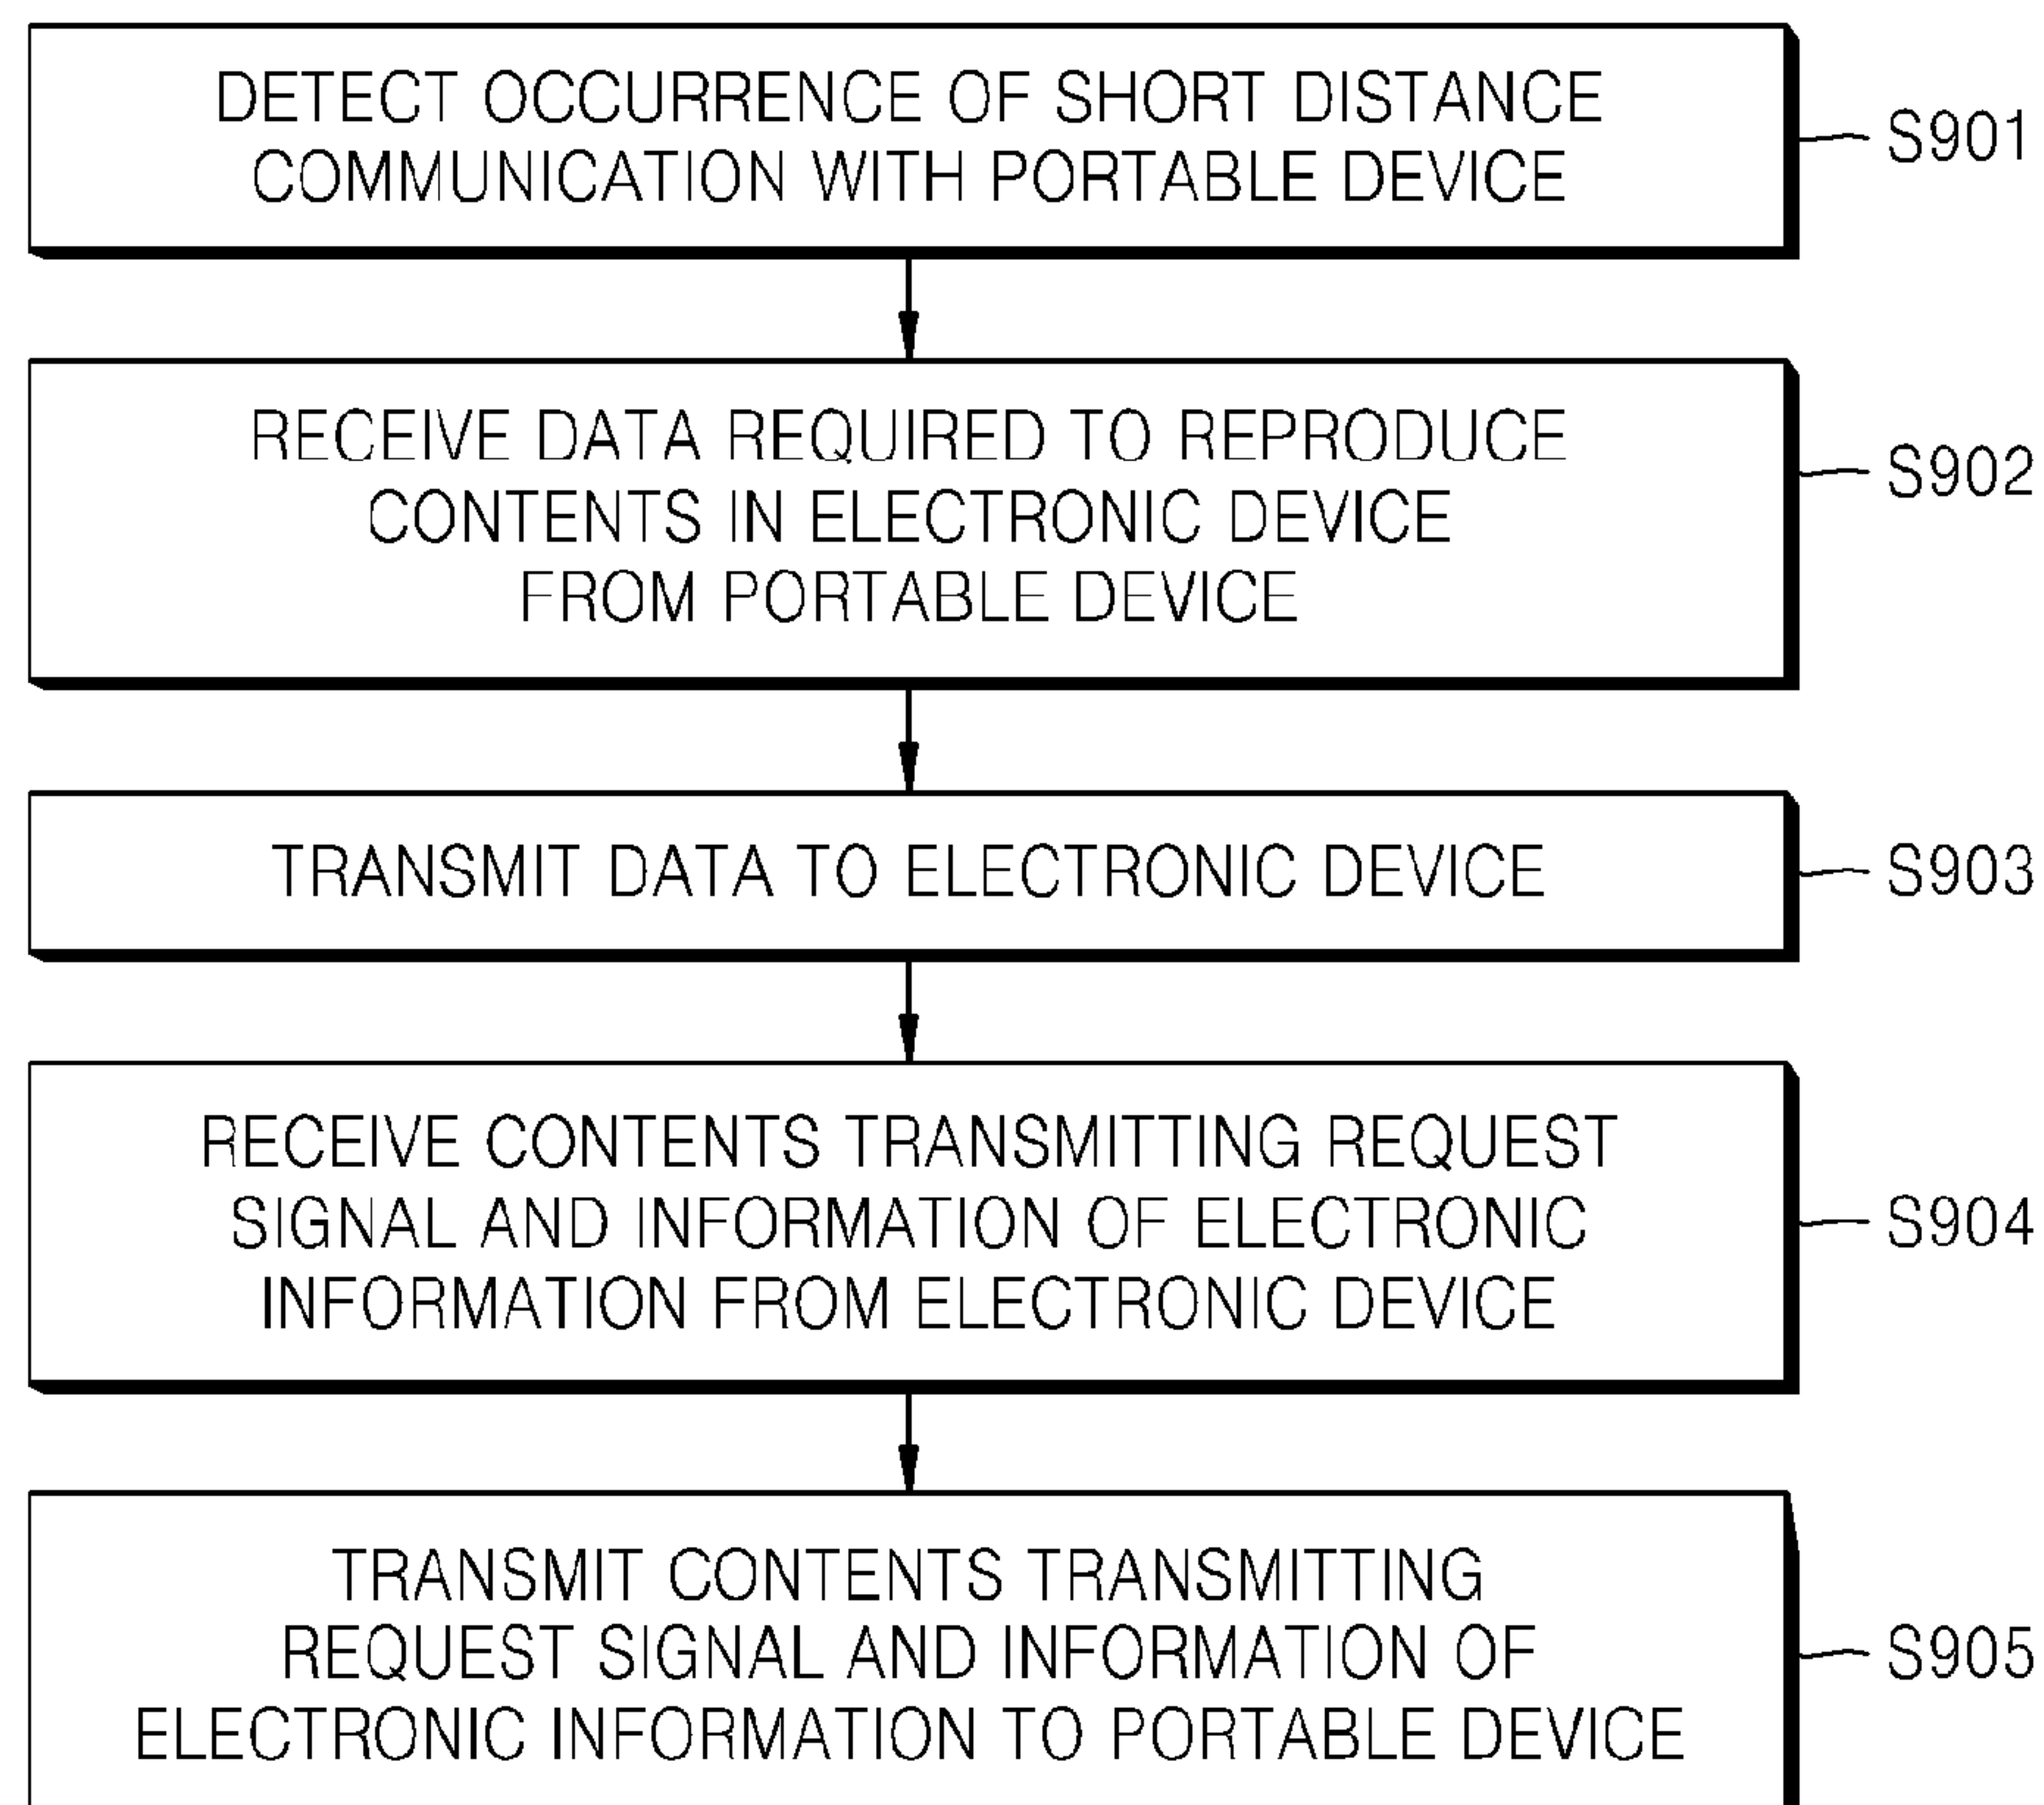 DETECT OCCURRENCE OF SHORT DISTANCE
COMMUNICATION WITH PORTABLE DEVICE
S901
RECEIVE DATA REQUIRED TO REPRODUCE
CONTENTS IN ELECTRONIC DEVICE
FROM PORTABLE DEVICE
S902
TRANSMIT DATA TO ELECTRONIC DEVICE
S903
RECEIVE CONTENTS TRANSMITTING REQUEST
SIGNAL AND INFORMATION OF ELECTRONIC
INFORMATION FROM ELECTRONIC DEVICE
S904
TRANSMIT CONTENTS TRANSMITTING
REQUEST SIGNAL AND INFORMATION OF
ELECTRONIC INFORMATION TO PORTABLE DEVICE
S905